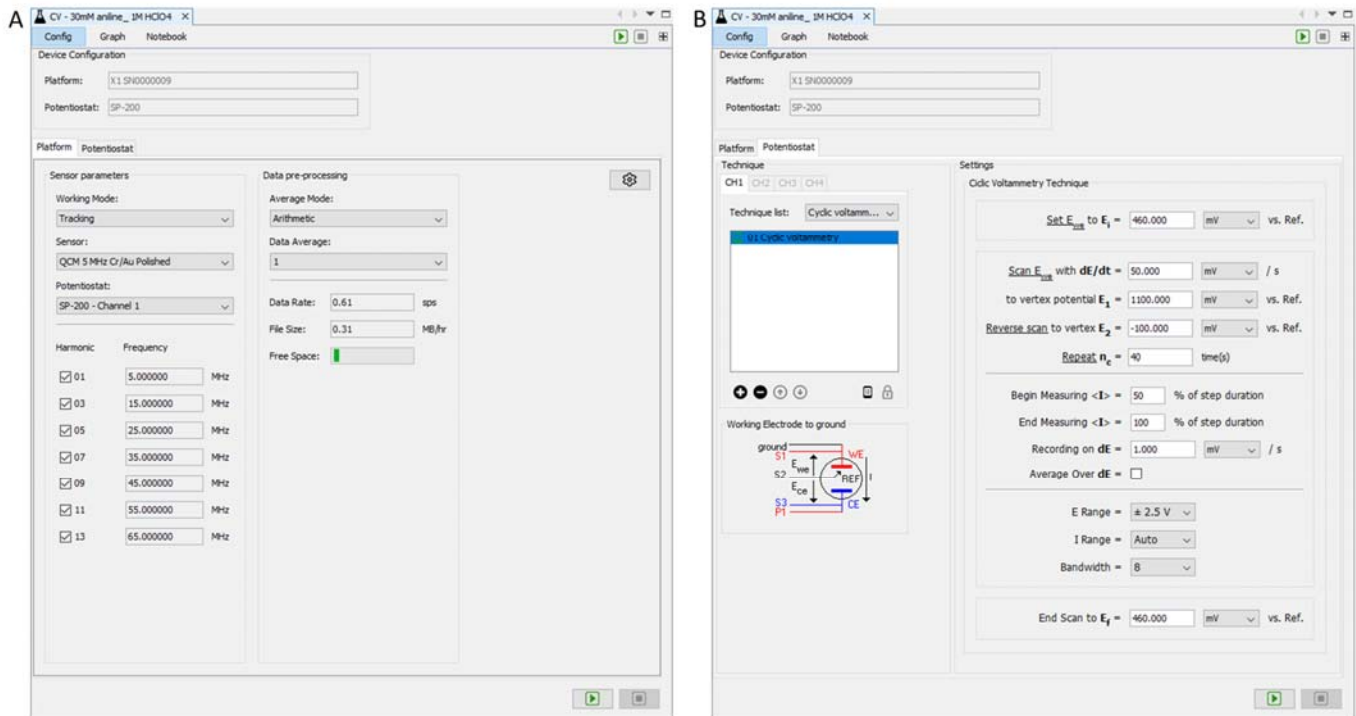 A
CV - 30mM aniline_ 1M HClO4 X
Config Graph Notebook
Device Configuration
Platform: X1 SN0000009
Potentiostat: SP-200
Platform Potentiostat
Sensor parameters
Working Mode:
Tracking
Sensor:
QCM 5 MHz Cr/Au Polished
Potentiostat:
SP-200 - Channel 1
Harmonic Frequency
01 5.000000 MHz
03 15.000000 MHz
05 25.000000 MHz
07 35.000000 MHz
09 45.000000 MHz
11 55.000000 MHz
13 65.000000 MHz
Data pre-processing
Average Mode:
Arithmetic
Data Average:
1
Data Rate: 0.61 sps
File Size: 0.31 MB/hr
Free Space:
B
CV - 30mM aniline_ 1M HClO4 X
Config Graph Notebook
Device Configuration
Platform: X1 SN0000009
Potentiostat: SP-200
Platform Potentiostat
Technique
CH1 CH2 CH3 CH4
Technique list: Cyclic voltamm...
01 Cyclic voltammetry
Working Electrode to ground
ground
S1
WE
Ewe
S2
REF
I
Ece
S3
CE
P1
Settings
Ciclic Voltammetry Technique
Set Ewe to Ei = 460.000 mV vs. Ref.
Scan Ewe with dE/dt = 50.000 mV / s
to vertex potential E1 = 1100.000 mV vs. Ref.
Reverse scan to vertex E2 = -100.000 mV vs. Ref.
Repeat nc = 40 time(s)
Begin Measuring <I> = 50 % of step duration
End Measuring <I> = 100 % of step duration
Recording on dE = 1.000 mV / s
Average Over dE =
E Range = ± 2.5 V
I Range = Auto
Bandwidth = 8
End Scan to Ef = 460.000 mV vs. Ref.